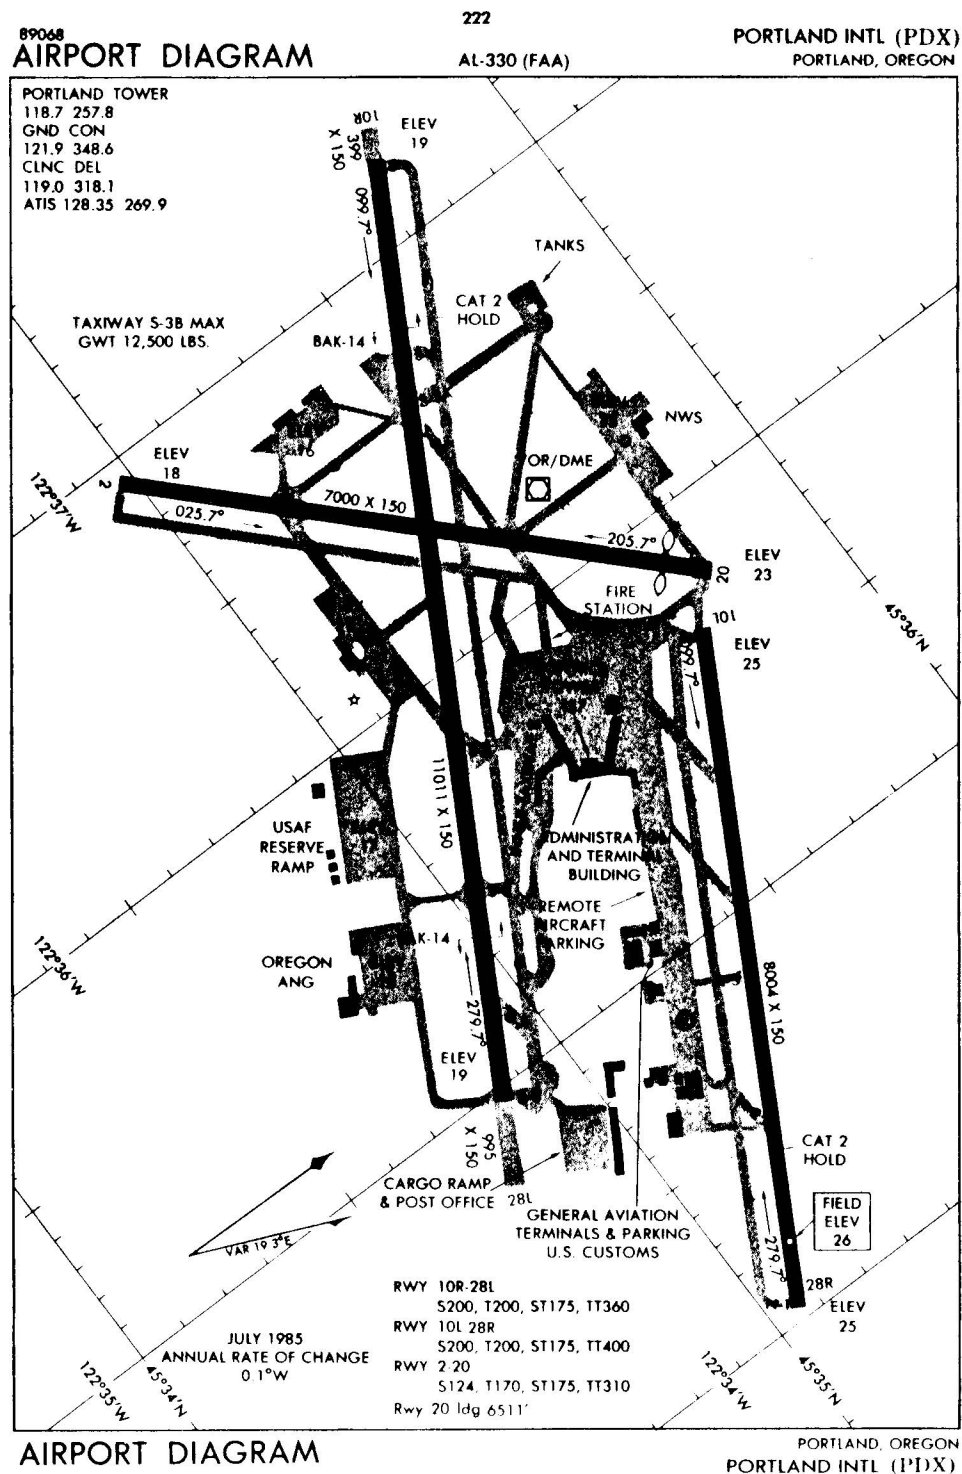 222
89068
AIRPORT DIAGRAM
AL-330 (FAA)
PORTLAND INTL (PDX)
PORTLAND, OREGON
PORTLAND TOWER
118.7 257.8
GND CON
121.9 348.6
CLNC DEL
119.0 318.1
ATIS 128.35 269.9
10R
399
X 150
ELEV
19
099.7°
TANKS
CAT 2
HOLD
TAXIWAY S-3B MAX
GWT 12,500 LBS.
BAK-14
NWS
ELEV
18
OR/DME
122°37'W
2
7000 X 150
025.7°
205.7°
20
ELEV
23
FIRE
STATION
45°36'N
10L
ELEV
25
099.7°
11011 X 150
USAF
RESERVE
RAMP
ADMINISTRATION
AND TERMINAL
BUILDING
REMOTE
AIRCRAFT
PARKING
122°36'W
OREGON
ANG
AK-14
8004 X 150
279.7°
ELEV
19
995
X 150
28L
CAT 2
HOLD
CARGO RAMP
& POST OFFICE
GENERAL AVIATION
TERMINALS & PARKING
U.S. CUSTOMS
FIELD
ELEV
26
VAR 19.3°E
279.7°
28R
ELEV
25
RWY 10R-28L
S200, T200, ST175, TT360
RWY 10L 28R
S200, T200, ST175, TT400
RWY 2-20
S124, T170, ST175, TT310
Rwy 20 ldg 6511'
JULY 1985
ANNUAL RATE OF CHANGE
0.1°W
122°35'W
45°34'N
122°34'W
45°35'N
AIRPORT DIAGRAM
PORTLAND, OREGON
PORTLAND INTL (PDX)